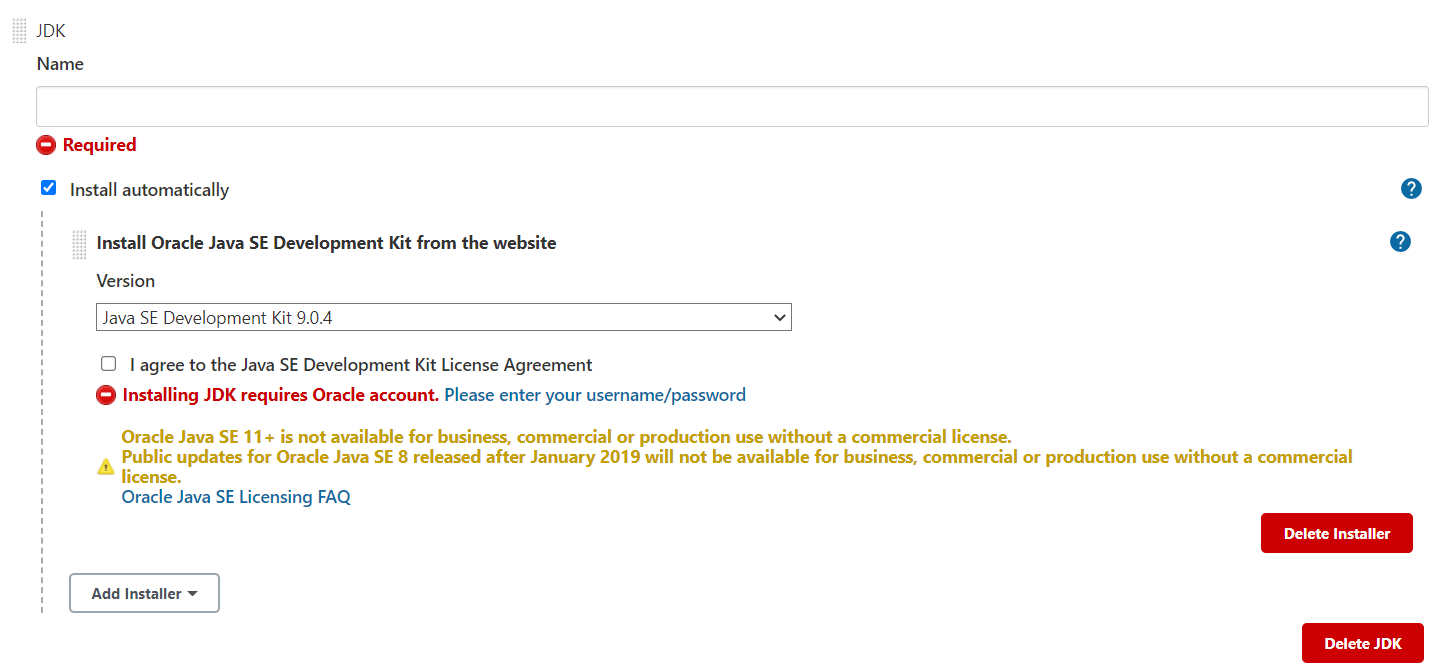 JDK
Name
Required
Install automatically
?
Install Oracle Java SE Development Kit from the website
?
Version
Java SE Development Kit 9.0.4
I agree to the Java SE Development Kit License Agreement
Installing JDK requires Oracle account. Please enter your username/password
Oracle Java SE 11+ is not available for business, commercial or production use without a commercial license.
Public updates for Oracle Java SE 8 released after January 2019 will not be available for business, commercial or production use without a commercial
license.
Oracle Java SE Licensing FAQ
Delete Installer
Add Installer
Delete JDK